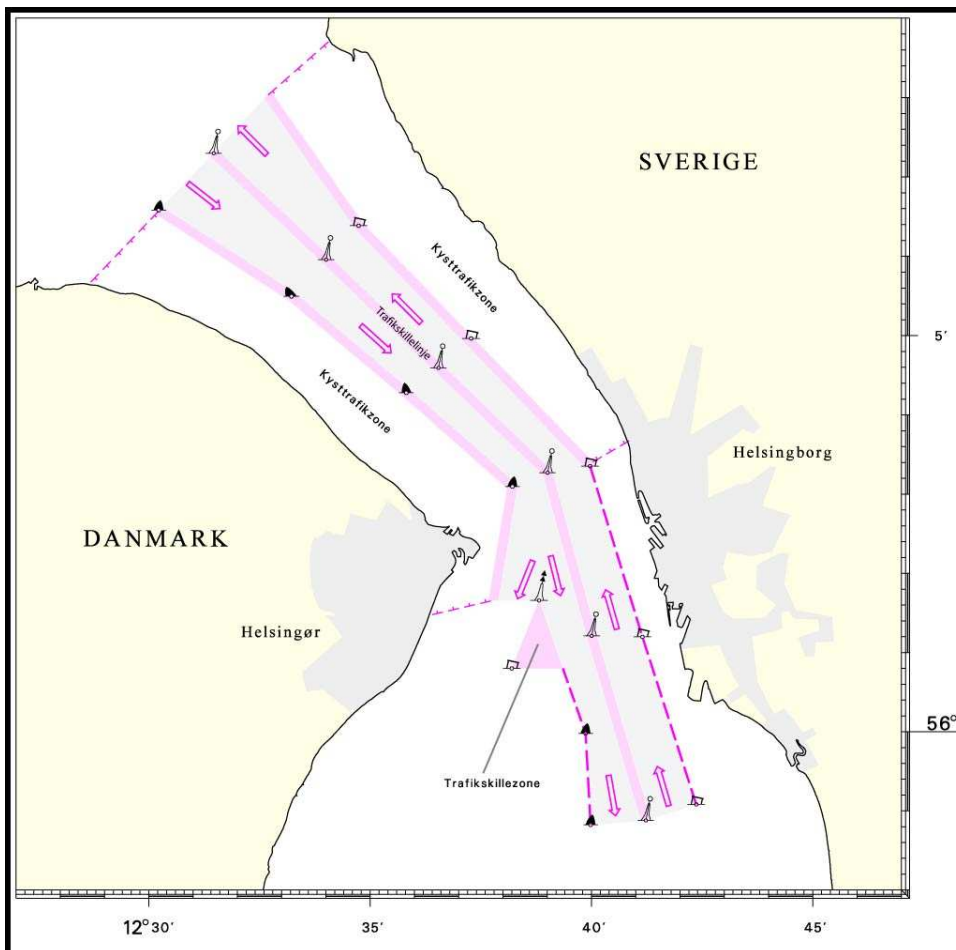 SVERIGE
Kysttrafikzone
Trafikskillelinje
5'
Kysttrafikzone
Helsingborg
DANMARK
Helsingør
56°
Trafikskillezone
12°30' 35' 40' 45'